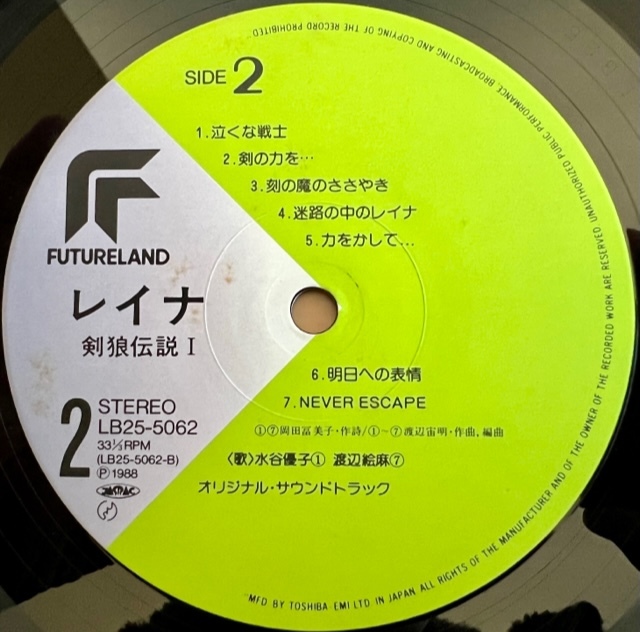 SIDE 2
1.泣くな戦士
2.剣の力を…
3.刻の魔のささやき
4.迷路の中のレイナ
5.力をかして…
6.明日への表情
7.NEVER ESCAPE
①⑦岡田冨美子・作詩/①~⑦渡辺宙明・作曲,編曲
〈歌〉水谷優子① 渡辺絵麻⑦
オリジナル・サウンドトラック
FUTURELAND
レイナ
剣狼伝説 I
2
STEREO
LB25-5062
33⅓RPM
(LB25-5062-B)
Ⓟ1988
JASRAC
MFD BY TOSHIBA-EMI LTD IN JAPAN ALL RIGHTS OF THE MANUFACTURER AND OF THE OWNER OF THE RECORDED WORK ARE RESERVED UNAUTHORIZED PUBLIC PERFORMANCE, BROADCASTING AND COPYING OF THE RECORD PROHIBITED